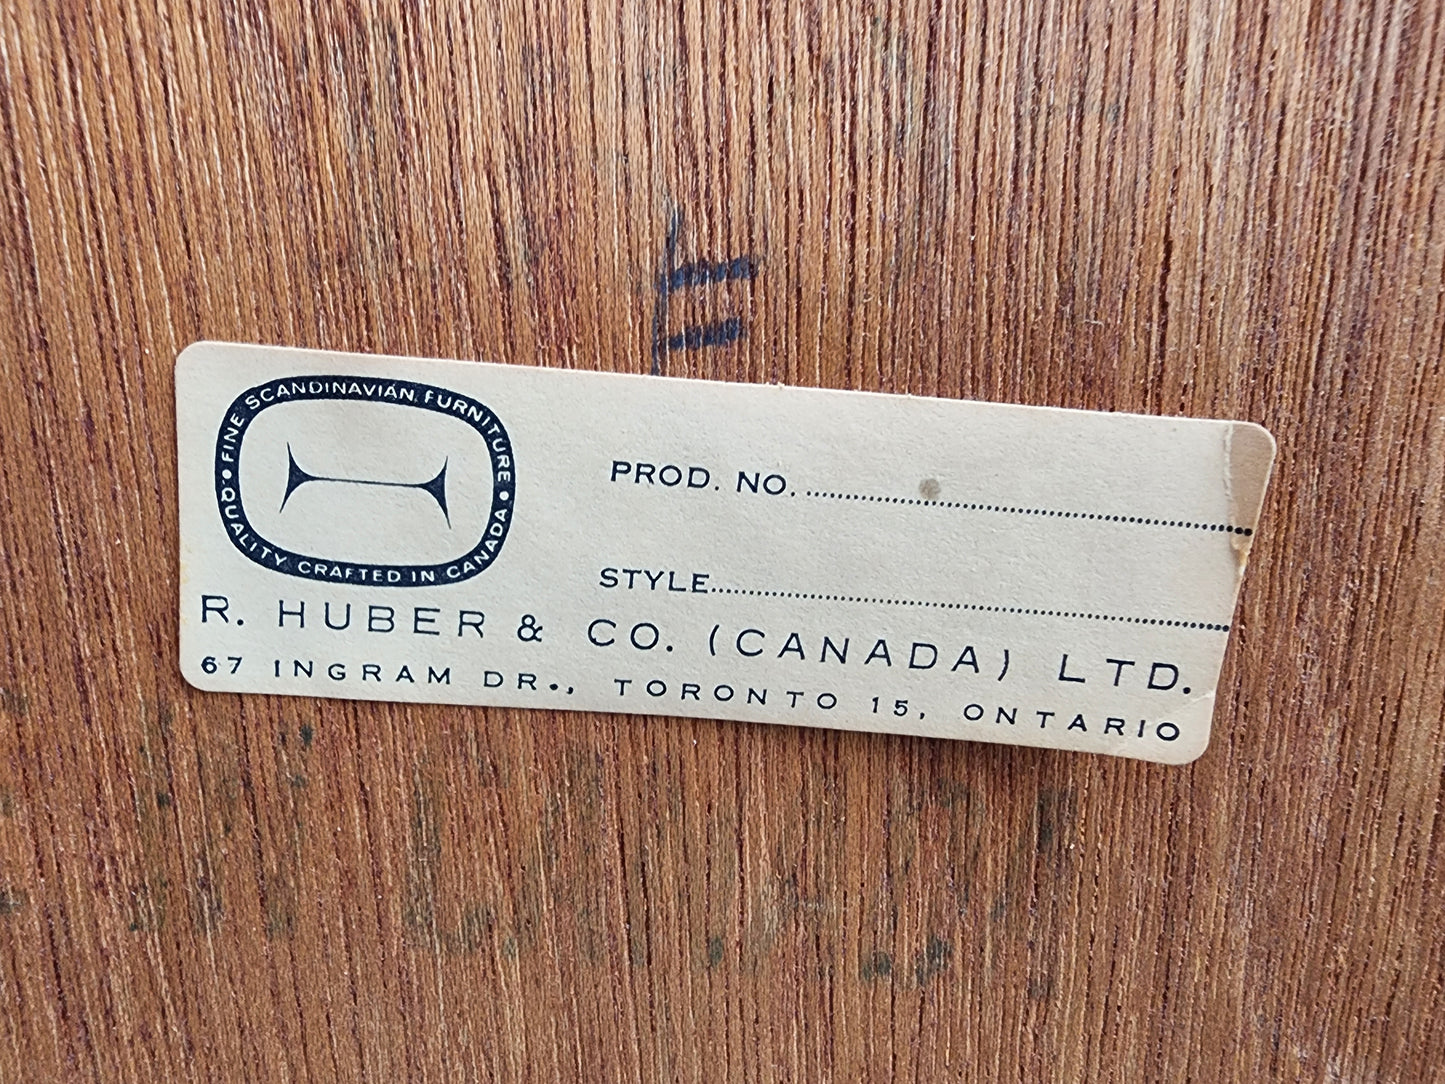 F
FINE SCANDINAVIAN FURNITURE
• QUALITY CRAFTED IN CANADA •
PROD. NO. ........................................
STYLE........................................
R. HUBER & CO. (CANADA) LTD.
67 INGRAM DR., TORONTO 15, ONTARIO